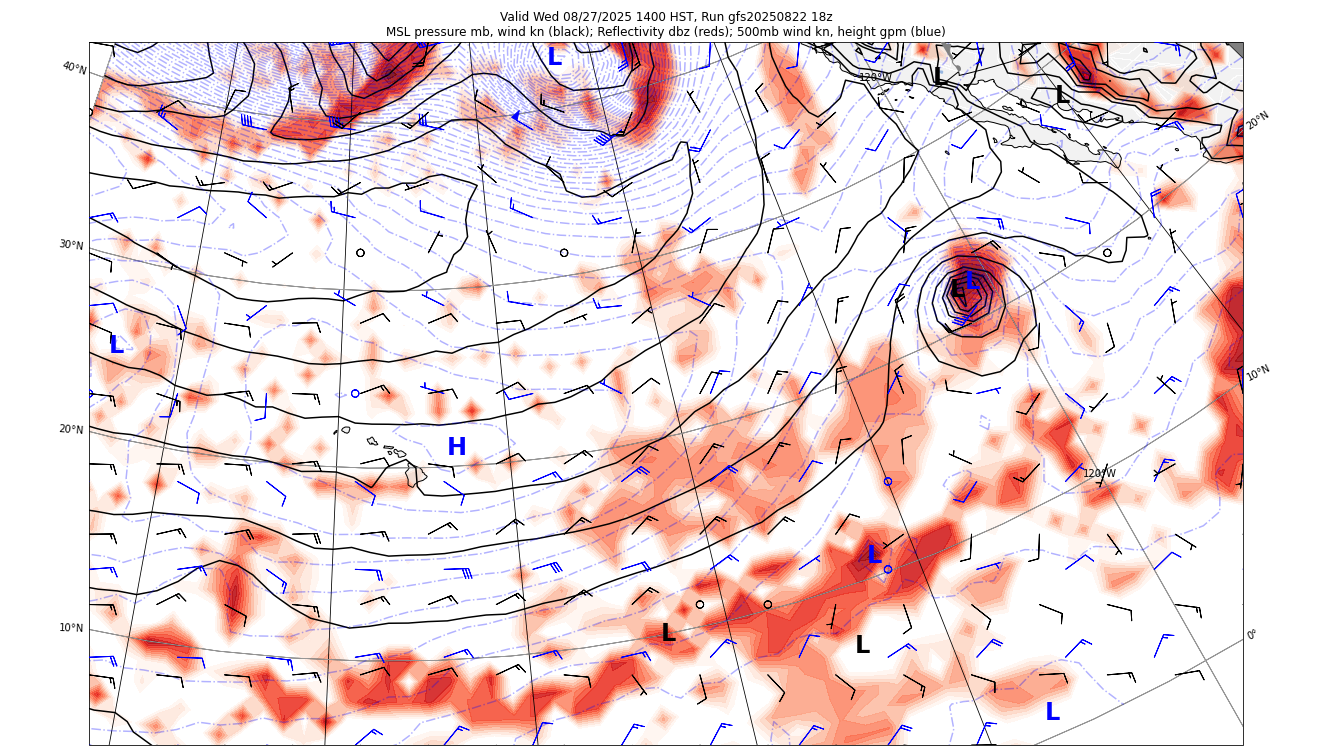 Valid Wed 08/27/2025 1400 HST, Run gfs20250822 18z
MSL pressure mb, wind kn (black); Reflectivity dbz (reds); 500mb wind kn, height gpm (blue)
40°N
L
120°W
L
L
20°N
30°N
L
L
L
10°N
20°N
H
120°W
L
10°N
L
L
0°
L